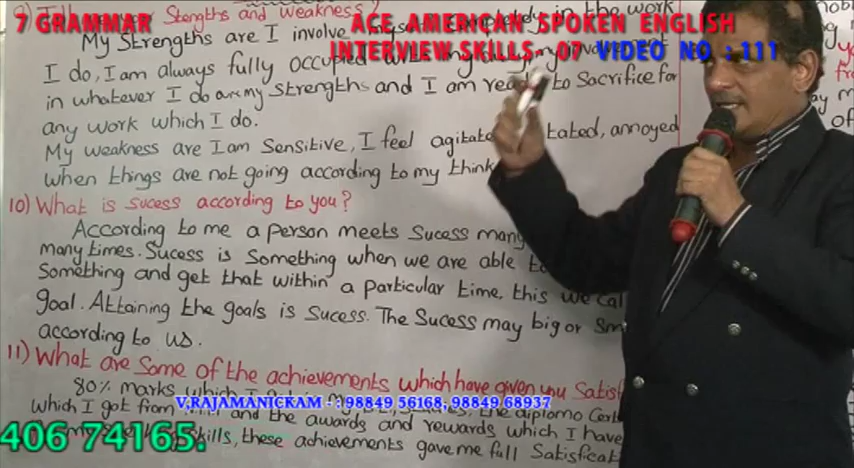 7 GRAMMAR
ACE AMERICAN SPOKEN ENGLISH
INTERVIEW SKILLS - 07 VIDEO NO : 111
Stengths and Weakness?
My Strengths are I involve in the work
I do, I am always fully occupied
in whatever I do are my strengths and I am ready to Sacrifice for
any work which I do.
My weakness are I am Sensitive, I feel annoyed
when things are not going according to my
10) What is sucess according to you?
According to me a person meets Sucess many
many times. Sucess is Something when we are able
Something and get that within a particular time, this we
goal. Attaining the goals is Sucess. The Sucess may big or
according to us.
11) What are Some of the achievements which have given you
80% marks which I
which I got from and the awards and rewards which I have
skills, these achievements gave me full
V.RAJAMANICKAM - : 98849 56168; 98849 68937
406 74165.